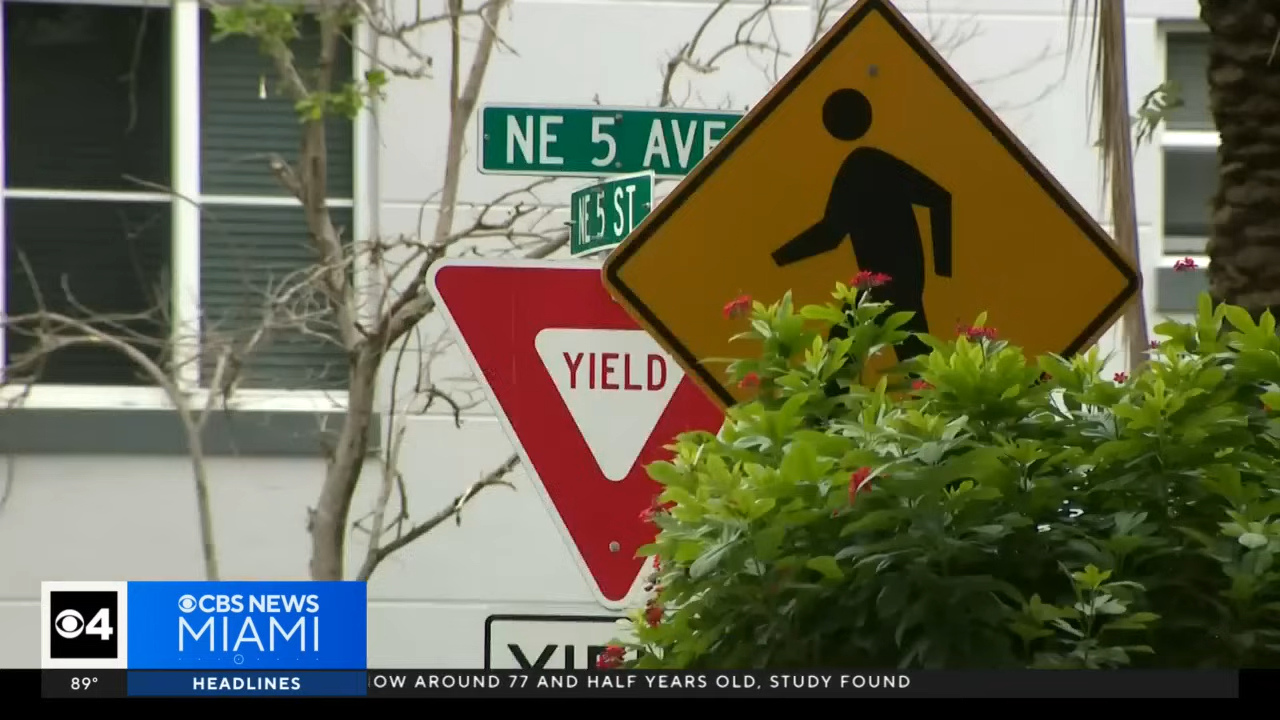 NE 5 AVE
NE 5 ST
YIELD
4
CBS NEWS
MIAMI
89°
HEADLINES
OW AROUND 77 AND HALF YEARS OLD, STUDY FOUND